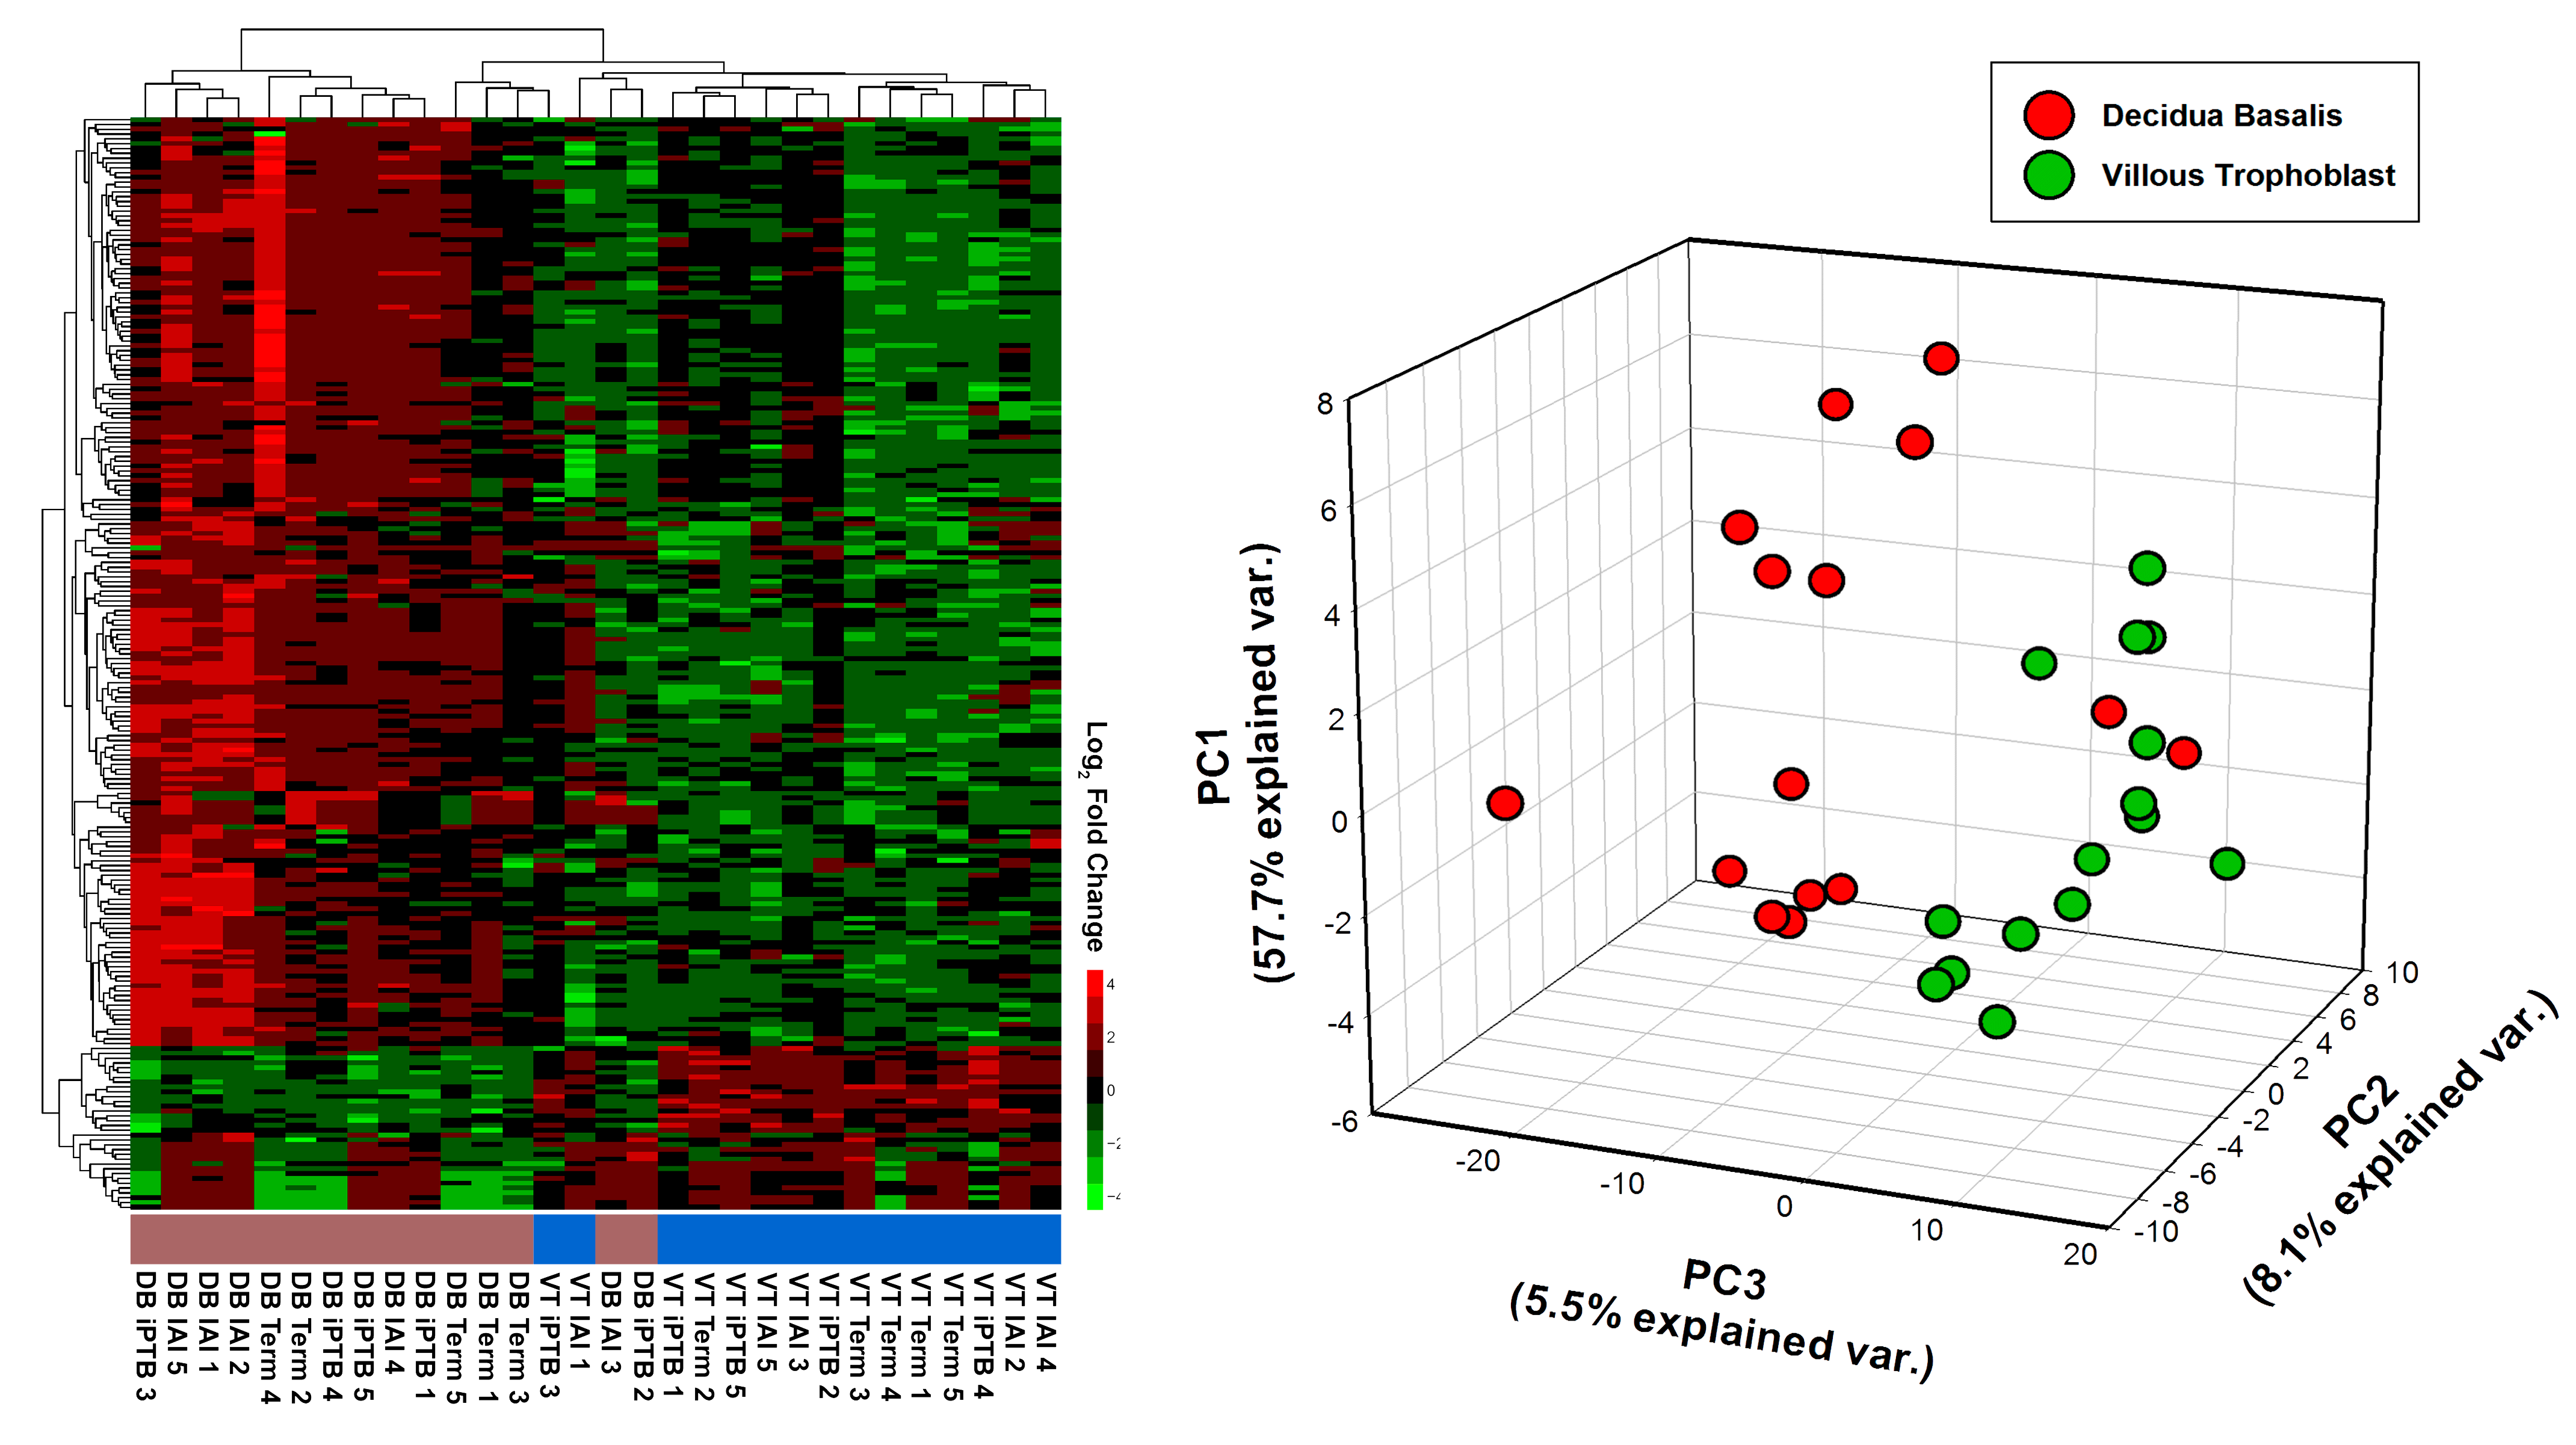 Log2 Fold Change
4
2
0
-2
-4
DB iPTB 3
DB IAI 5
DB IAI 1
DB IAI 2
DB Term 4
DB Term 2
DB iPTB 4
DB iPTB 5
DB IAI 4
DB iPTB 1
DB Term 5
DB Term 1
DB Term 3
VT iPTB 3
VT IAI 1
DB IAI 3
DB iPTB 2
VT iPTB 1
VT Term 2
VT iPTB 5
VT IAI 5
VT IAI 3
VT iPTB 2
VT Term 3
VT Term 4
VT Term 1
VT Term 5
VT iPTB 4
VT IAI 2
VT IAI 4
Decidua Basalis
Villous Trophoblast
PC1
(57.7% explained var.)
8
6
4
2
0
-2
-4
-6
-20
-10
0
10
20
PC3
(5.5% explained var.)
10
8
6
4
2
0
-2
-4
-6
-8
-10
PC2
(8.1% explained var.)